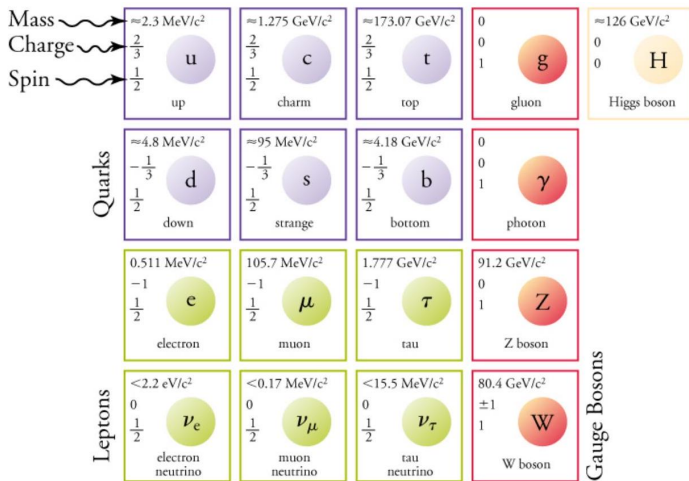 Mass
Charge
Spin
≈2.3 MeV/c²
2/3
1/2
u
up
≈1.275 GeV/c²
2/3
1/2
c
charm
≈173.07 GeV/c²
2/3
1/2
t
top
0
0
1
g
gluon
≈126 GeV/c²
0
0
H
Higgs boson
Quarks
≈4.8 MeV/c²
-1/3
1/2
d
down
≈95 MeV/c²
-1/3
1/2
s
strange
≈4.18 GeV/c²
-1/3
1/2
b
bottom
0
0
1
γ
photon
0.511 MeV/c²
−1
1/2
e
electron
105.7 MeV/c²
−1
1/2
μ
muon
1.777 GeV/c²
−1
1/2
τ
tau
91.2 GeV/c²
0
1
Z
Z boson
Leptons
<2.2 eV/c²
0
1/2
νe
electron
neutrino
<0.17 MeV/c²
0
1/2
νμ
muon
neutrino
<15.5 MeV/c²
0
1/2
ντ
tau
neutrino
80.4 GeV/c²
±1
1
W
W boson
Gauge Bosons